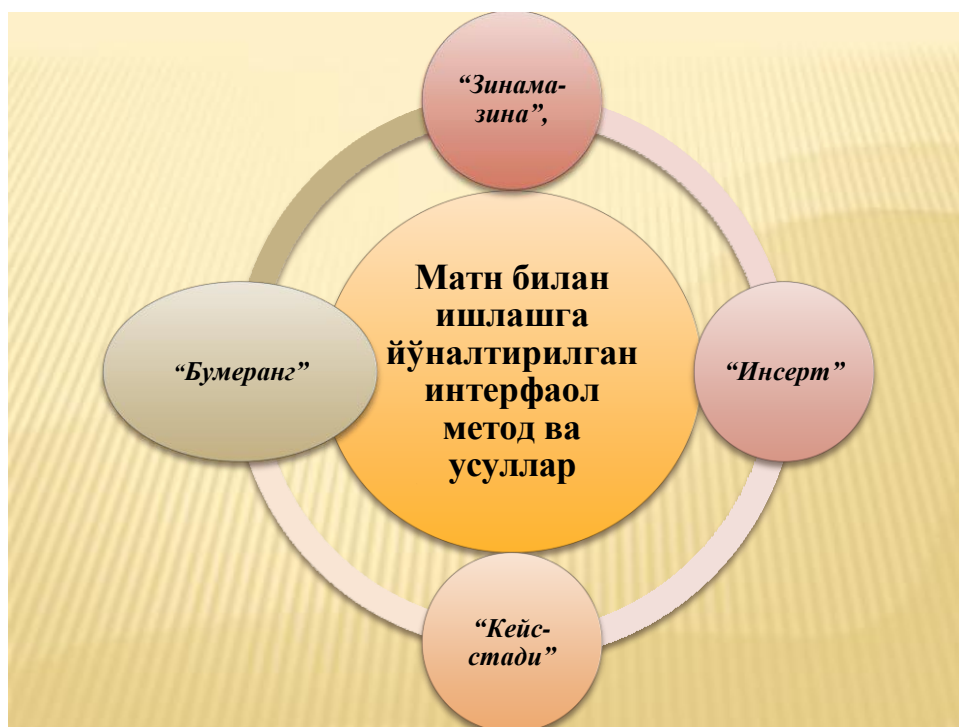 “Зинама-
зина”,
Матн билан
ишлашга
йўналтирилган
интерфаол
метод ва
усуллар
“Инсерт”
“Кейс-
стади”
“Бумеранг”